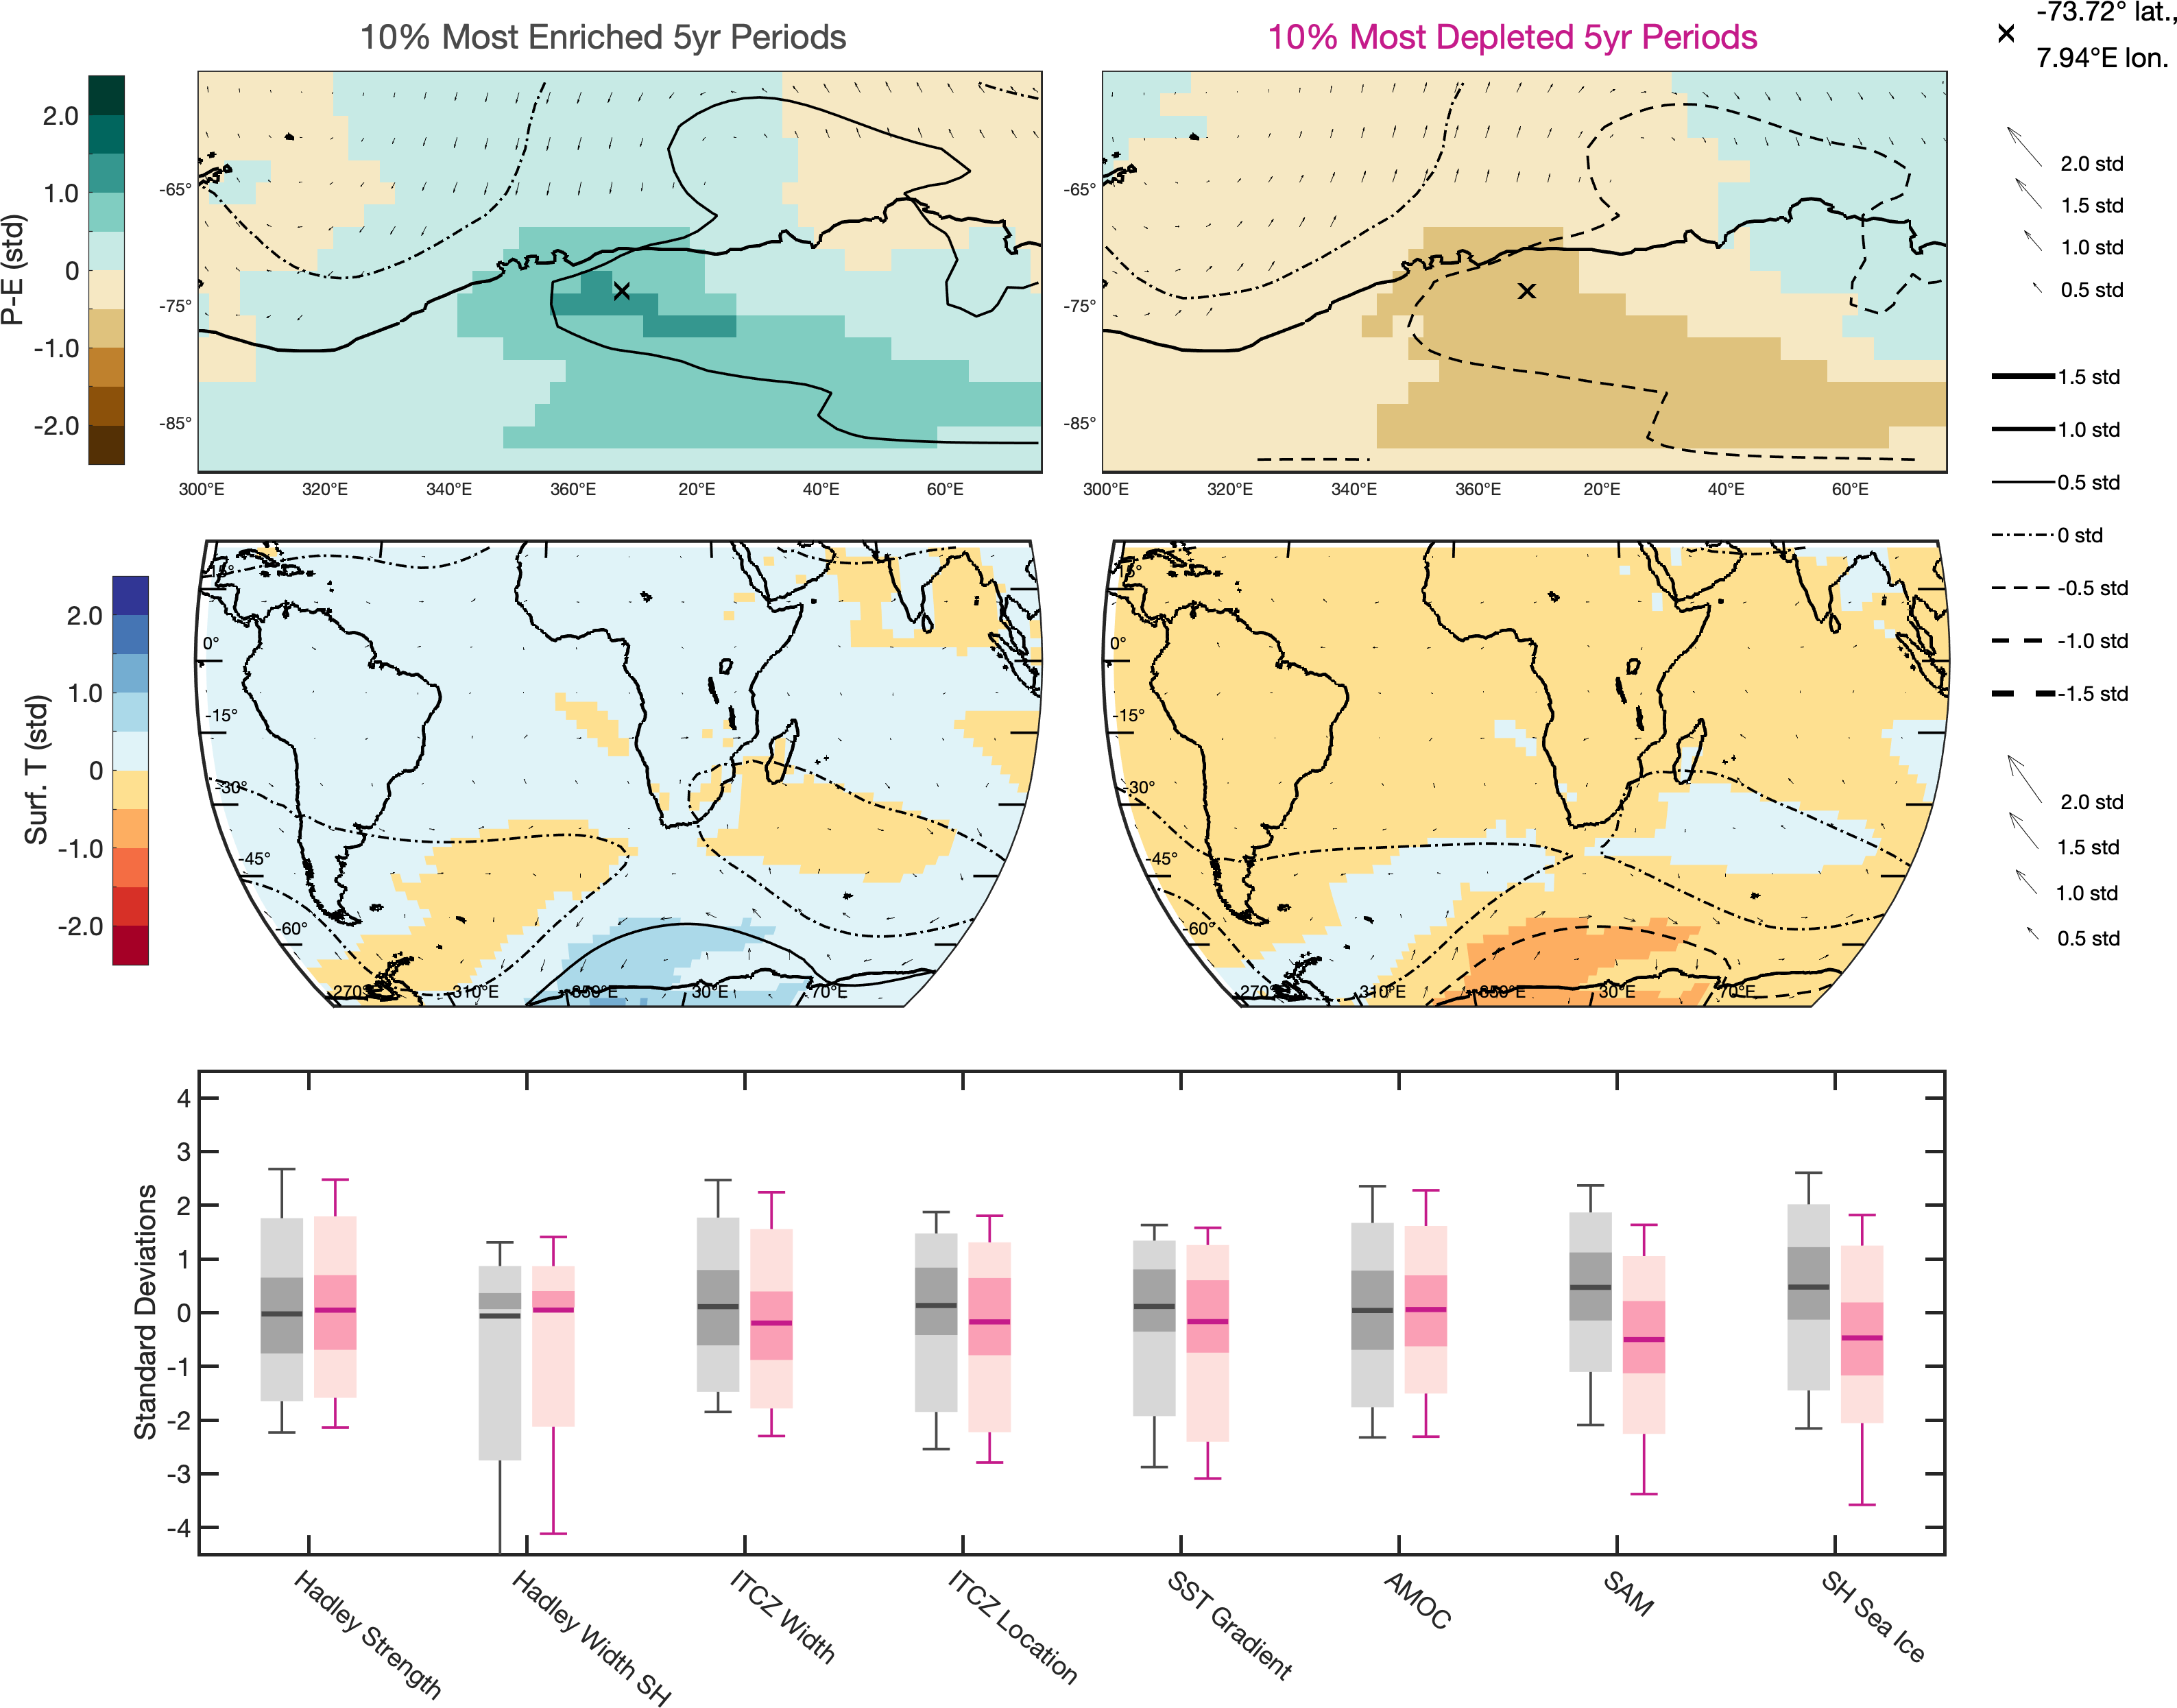 10% Most Enriched 5yr Periods
10% Most Depleted 5yr Periods
-73.72° lat.,
7.94°E lon.
P-E (std)
2.0
1.0
0
-1.0
-2.0
-65°
-75°
-85°
300°E 320°E 340°E 360°E 20°E 40°E 60°E
-65°
-75°
-85°
300°E 320°E 340°E 360°E 20°E 40°E 60°E
2.0 std
1.5 std
1.0 std
0.5 std
1.5 std
1.0 std
0.5 std
0 std
-0.5 std
-1.0 std
-1.5 std
2.0 std
1.5 std
1.0 std
0.5 std
Surf. T (std)
2.0
1.0
0
-1.0
-2.0
15°
0°
-15°
-30°
-45°
-60°
270° 310°E 350°E 30°E 70°E
15°
0°
-15°
-30°
-45°
-60°
270° 310°E 350°E 30°E 70°E
Standard Deviations
4
3
2
1
0
-1
-2
-3
-4
Hadley Strength
Hadley Width SH
ITCZ Width
ITCZ Location
SST Gradient
AMOC
SAM
SH Sea Ice